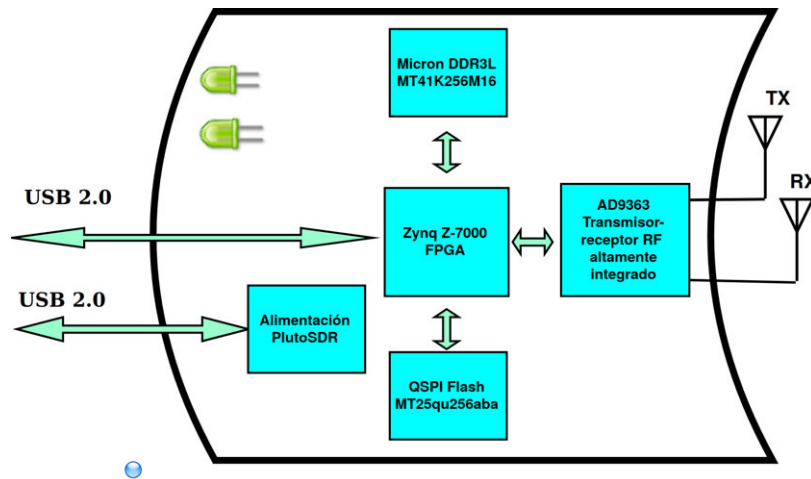 Micron DDR3L
MT41K256M16
TX
RX
USB 2.0
Zynq Z-7000
FPGA
AD9363
Transmisor-
receptor RF
altamente
integrado
USB 2.0
Alimentación
PlutoSDR
QSPI Flash
MT25qu256aba